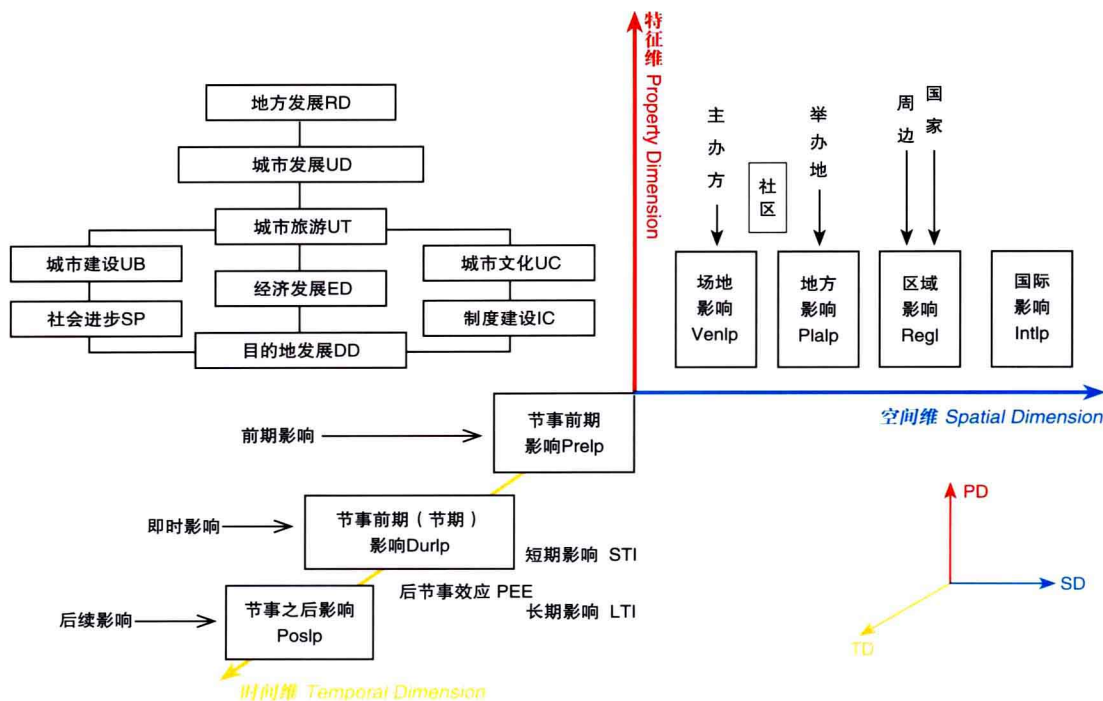 特征维 Property Dimension
地方发展RD
城市发展UD
城市旅游UT
城市建设UB
城市文化UC
经济发展ED
社会进步SP
制度建设IC
目的地发展DD
主办方
社区
举办地
周边
国家
场地
影响
VenIp
地方
影响
PlaIp
区域
影响
RegI
国际
影响
IntIp
空间维 Spatial Dimension
前期影响
节事前期
影响PreIp
即时影响
节事前期（节期）
影响DurIp
短期影响 STI
后节事效应 PEE
长期影响 LTI
后续影响
节事之后影响
PosIp
时间维 Temporal Dimension
PD
SD
TD